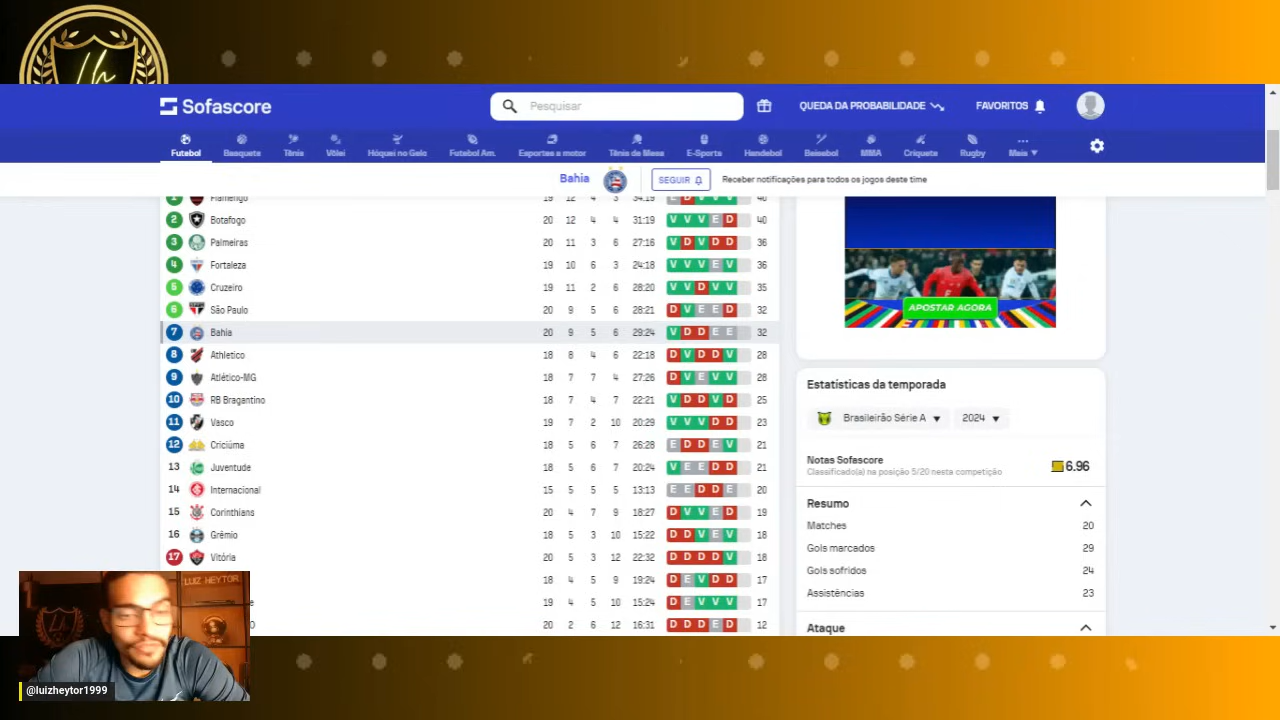 lh
Sofascore
Pesquisar
QUEDA DA PROBABILIDADE
FAVORITOS
Futebol Basquete Tênis Vôlei Hóquei no Gelo Futebol Am. Esportes a motor Tênis de Mesa E-Sports Handebol Beisebol MMA Críquete Rugby Mais
Bahia
SEGUIR
Receber notificações para todos os jogos deste time
1 Flamengo 19 12 4 3 34:19 E D V V V 40
2 Botafogo 20 12 4 4 31:19 V V V E D 40
3 Palmeiras 20 11 3 6 27:16 V D V D D 36
4 Fortaleza 19 10 6 3 24:18 V V V E V 36
5 Cruzeiro 19 11 2 6 28:20 V V D V V 35
6 São Paulo 20 9 5 6 28:21 D V E E D 32
7 Bahia 20 9 5 6 29:24 V D D E E 32
8 Athletico 18 8 4 6 22:18 D V D D V 28
9 Atlético-MG 18 7 7 4 27:26 D V E V V 28
10 RB Bragantino 18 7 4 7 22:21 V D D V D 25
11 Vasco 19 7 2 10 20:29 V V V D D 23
12 Criciúma 18 5 6 7 26:28 E D D E V 21
13 Juventude 18 5 6 7 20:24 V E E D D 21
14 Internacional 15 5 5 5 13:13 E E D D E 20
15 Corinthians 20 4 7 9 18:27 D V V E D 19
16 Grêmio 18 5 3 10 15:22 D D V E V 18
17 Vitória 20 5 3 12 22:32 D D D D V 18
18 4 5 9 19:24 D E V D D 17
e 19 4 5 10 15:24 D E V V V 17
O 20 2 6 12 16:31 D D D E D 12
APOSTAR AGORA
Estatísticas da temporada
Brasileirão Série A
2024
Notas Sofascore
Classificado(a) na posição 5/20 nesta competição
6.96
Resumo
Matches 20
Gols marcados 29
Gols sofridos 24
Assistências 23
Ataque
LUIZ HEYTOR
@luizheytor1999